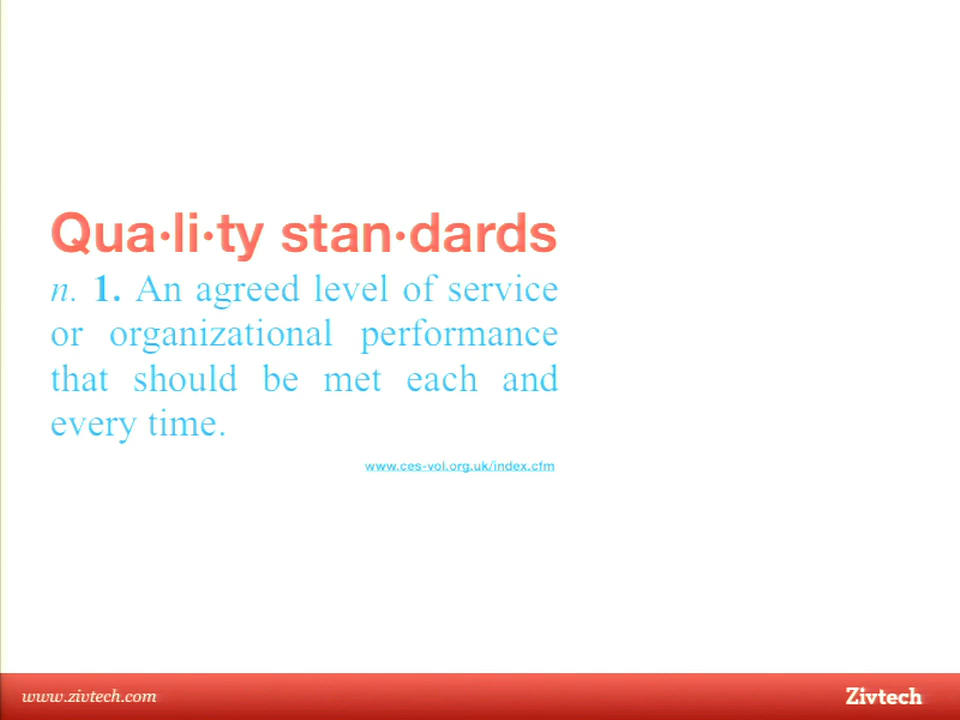 Qua·li·ty stan·dards
n. 1. An agreed level of service
or organizational performance
that should be met each and
every time.
www.ces-vol.org.uk/index.cfm
www.zivtech.com
Zivtech